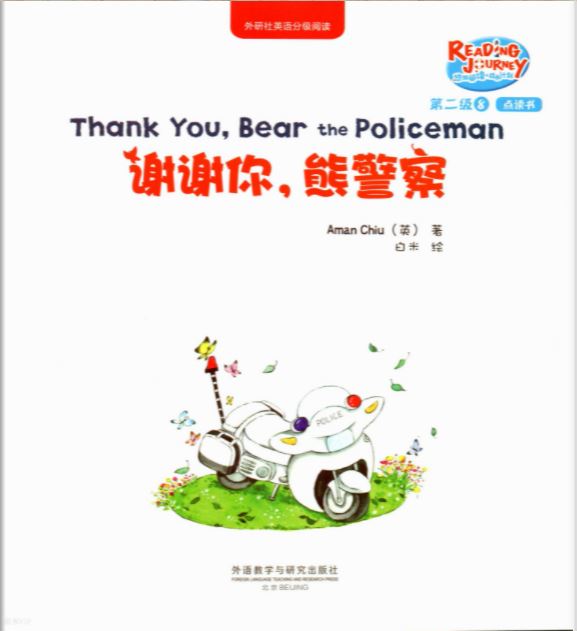 外研社英语分级阅读
READING JOURNEY
第二级 8 点读书
Thank You, Bear the Policeman
谢谢你，熊警察
Aman Chiu（英） 著
白米 绘
POLICE
外语教学与研究出版社
FOREIGN LANGUAGE TEACHING AND RESEARCH PRESS
北京 BEIJING